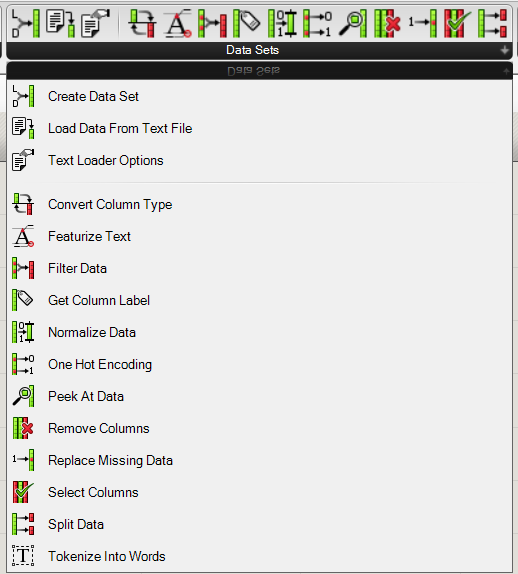 Data Sets
Data Sets
Create Data Set
Load Data From Text File
Text Loader Options
Convert Column Type
Featurize Text
Filter Data
Get Column Label
Normalize Data
One Hot Encoding
Peek At Data
Remove Columns
Replace Missing Data
Select Columns
Split Data
Tokenize Into Words